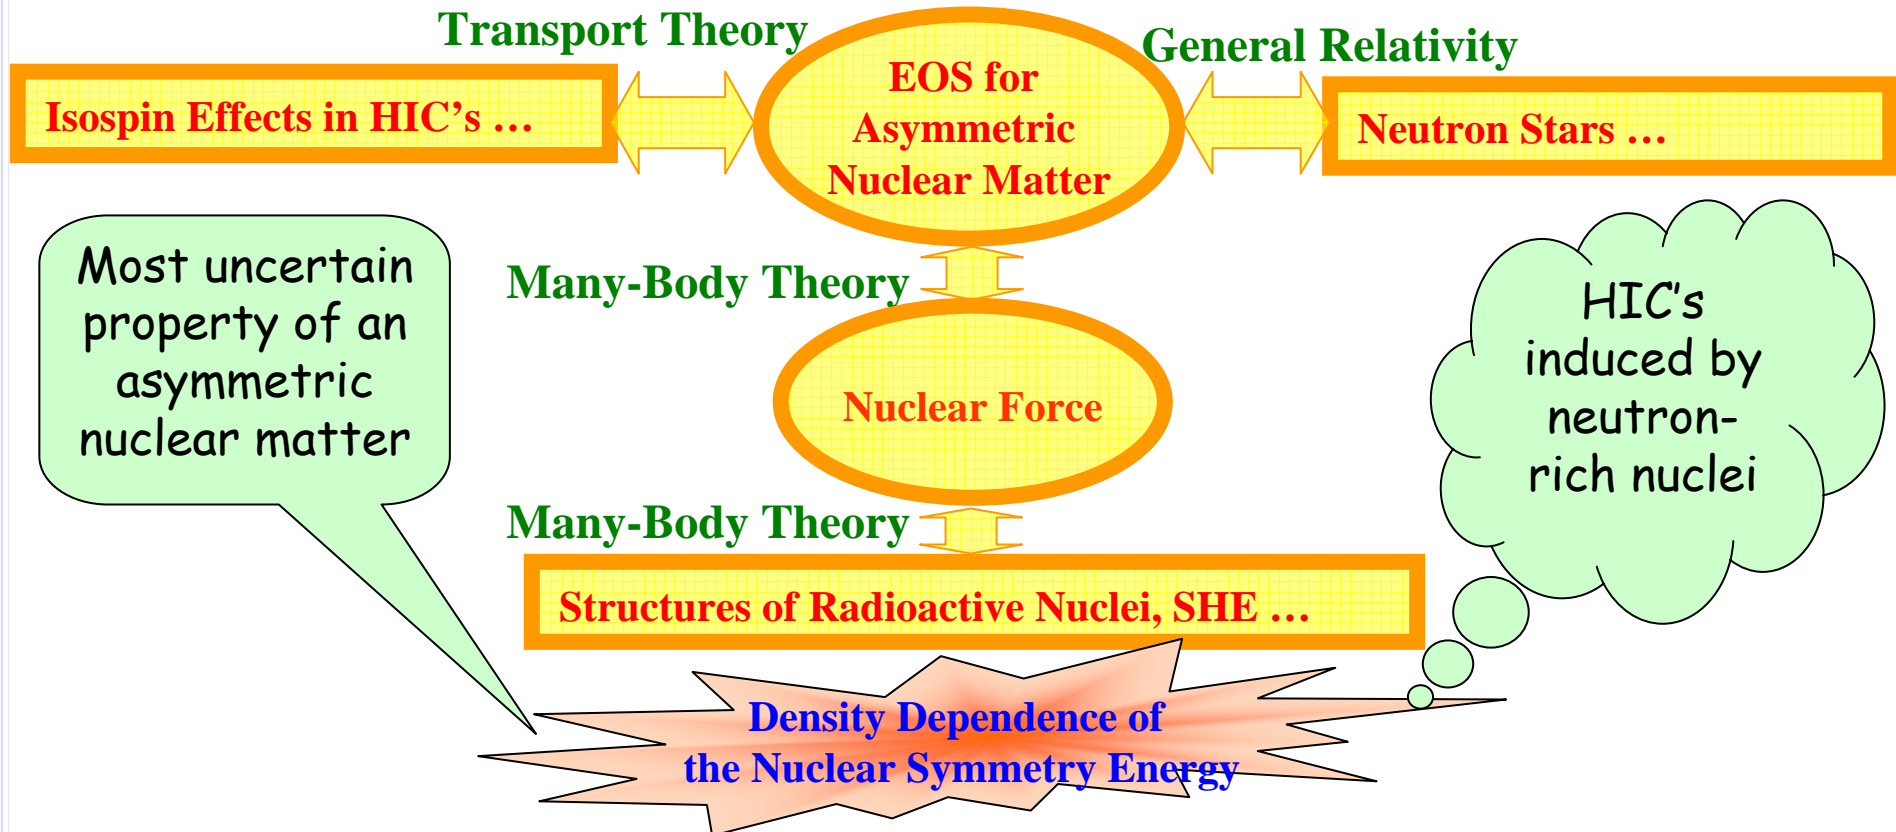 Transport Theory
General Relativity
Isospin Effects in HIC's …
EOS for
Asymmetric
Nuclear Matter
Neutron Stars …
Most uncertain
property of an
asymmetric
nuclear matter
Many-Body Theory
Nuclear Force
HIC's
induced by
neutron-
rich nuclei
Many-Body Theory
Structures of Radioactive Nuclei, SHE …
Density Dependence of
the Nuclear Symmetry Energy